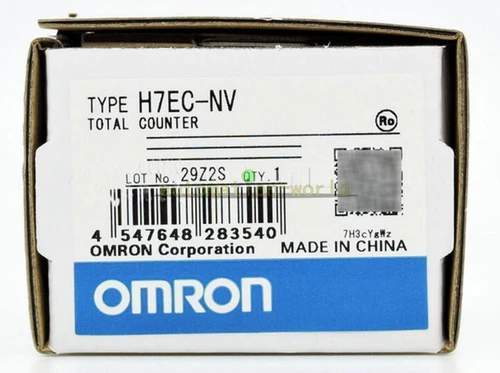 TYPE H7EC-NV
TOTAL COUNTER
Ro
LOT No. 29Z2S QTY. 1
4 547648 283540
7H3cYgWz
OMRON Corporation MADE IN CHINA
OMRON